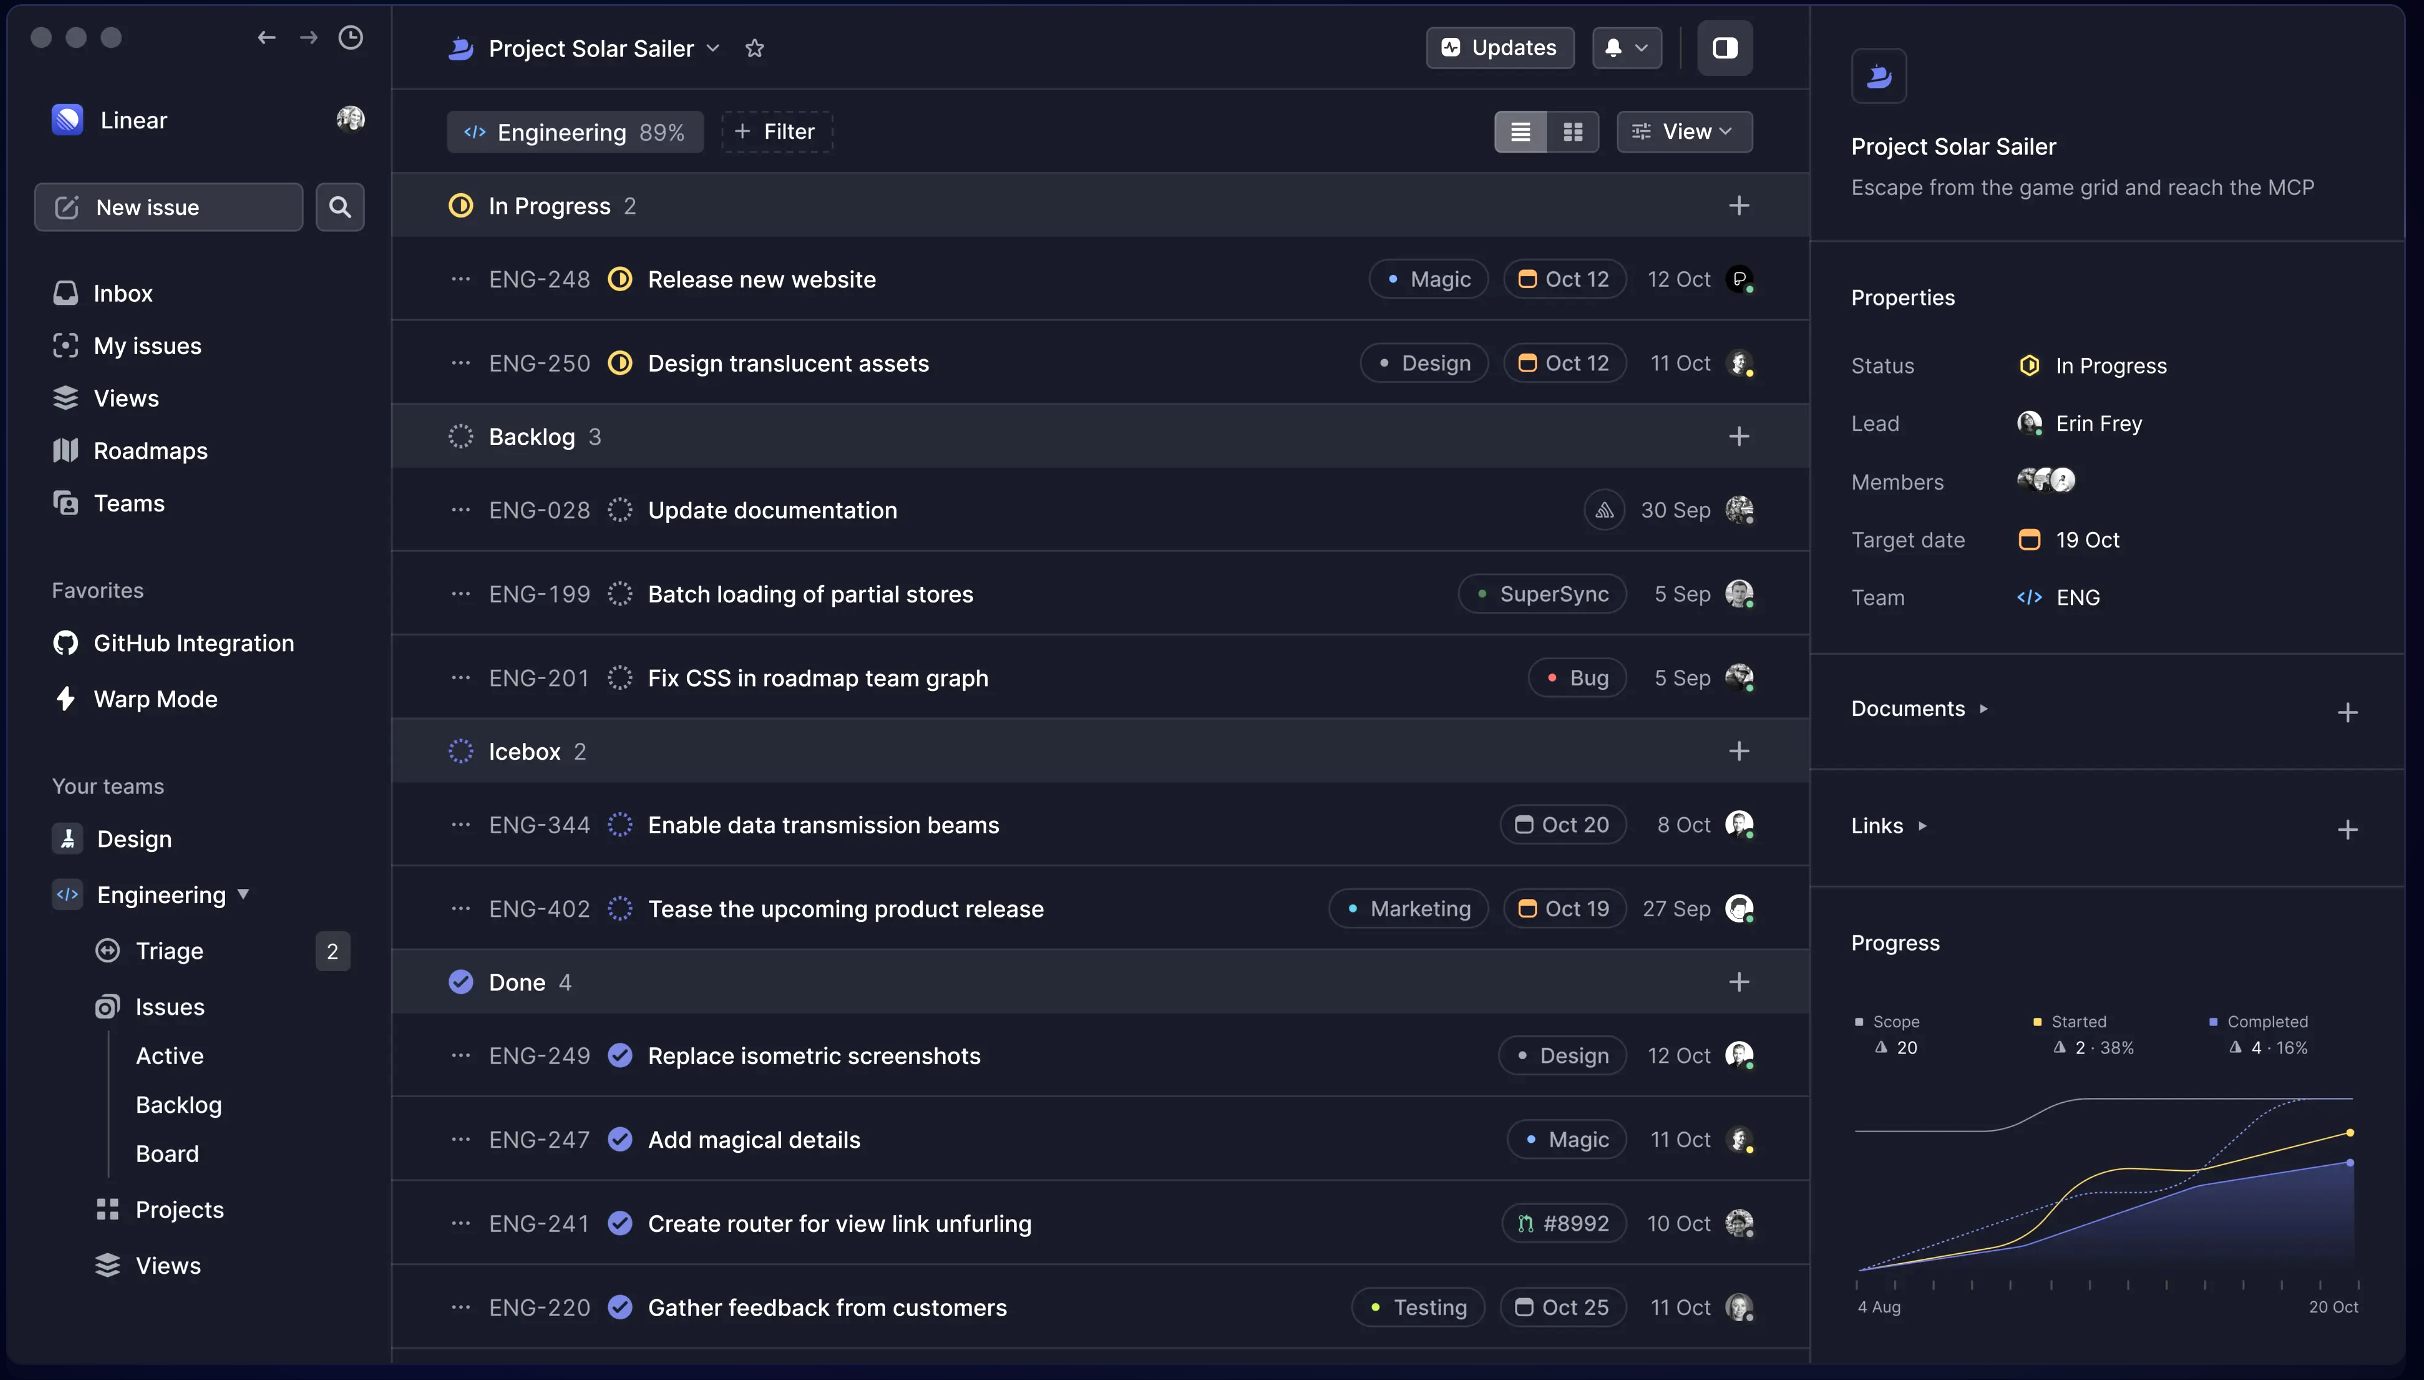 Linear
New issue
Inbox
My issues
Views
Roadmaps
Teams
Favorites
GitHub Integration
Warp Mode
Your teams
Design
Engineering
Triage 2
Issues
Active
Backlog
Board
Projects
Views
Project Solar Sailer
Updates
Engineering 89%
Filter
View
In Progress 2
ENG-248 Release new website Magic Oct 12 12 Oct
ENG-250 Design translucent assets Design Oct 12 11 Oct
Backlog 3
ENG-028 Update documentation 30 Sep
ENG-199 Batch loading of partial stores SuperSync 5 Sep
ENG-201 Fix CSS in roadmap team graph Bug 5 Sep
Icebox 2
ENG-344 Enable data transmission beams Oct 20 8 Oct
ENG-402 Tease the upcoming product release Marketing Oct 19 27 Sep
Done 4
ENG-249 Replace isometric screenshots Design 12 Oct
ENG-247 Add magical details Magic 11 Oct
ENG-241 Create router for view link unfurling #8992 10 Oct
ENG-220 Gather feedback from customers Testing Oct 25 11 Oct
Project Solar Sailer
Escape from the game grid and reach the MCP
Properties
Status In Progress
Lead Erin Frey
Members
Target date 19 Oct
Team ENG
Documents
Links
Progress
Scope Started Completed
20 2 · 38% 4 · 16%
4 Aug 20 Oct